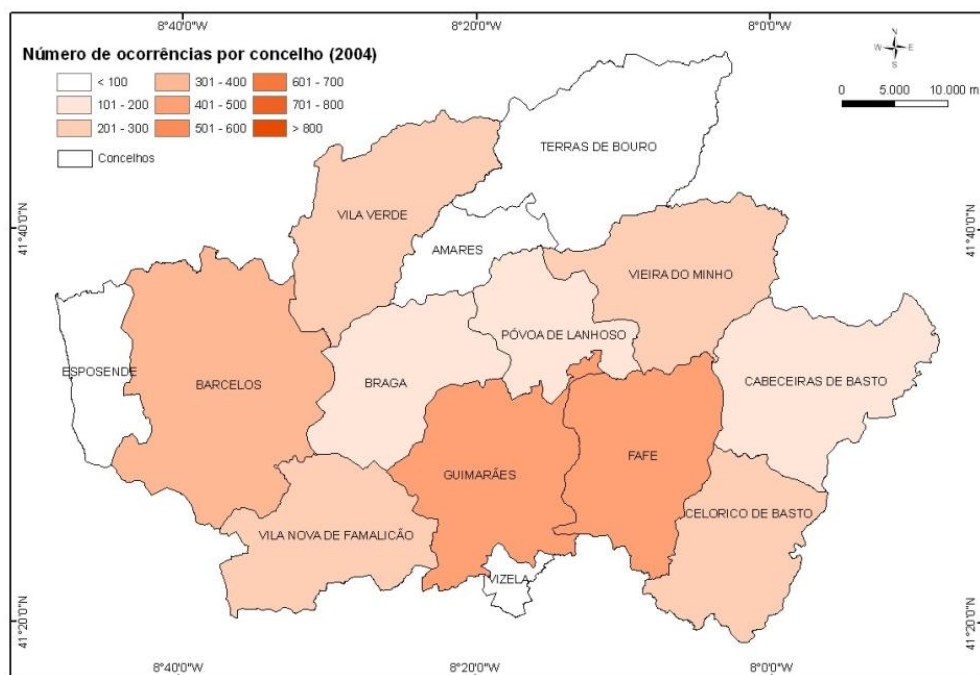 8°40'0"W 8°20'0"W 8°0'0"W
Número de ocorrências por concelho (2004)
< 100 301 - 400 601 - 700
101 - 200 401 - 500 701 - 800
201 - 300 501 - 600 > 800
Concelhos
N
W E
S
0 5.000 10.000 m
TERRAS DE BOURO
VILA VERDE
41°40'0"N 41°40'0"N
AMARES
VIEIRA DO MINHO
PÓVOA DE LANHOSO
ESPOSENDE
BARCELOS
BRAGA
CABECEIRAS DE BASTO
GUIMARÃES
FAFE
CELORICO DE BASTO
VILA NOVA DE FAMALICÃO
VIZELA
41°20'0"N 41°20'0"N
8°40'0"W 8°20'0"W 8°0'0"W